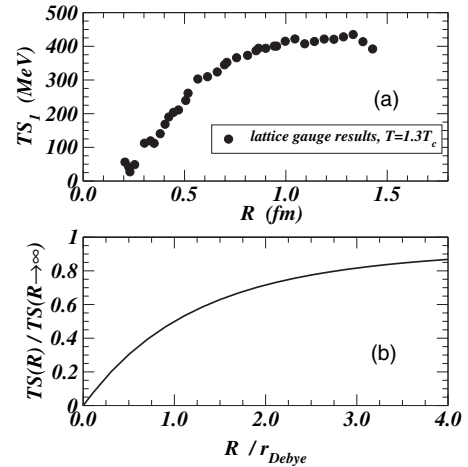 500
400
300
200
100
0
TS₁ (MeV)
(a)
lattice gauge results, T=1.3T_c
0.0 0.5 1.0 1.5
R (fm)
1
0.8
0.6
0.4
0.2
0
TS(R) / TS(R→∞)
(b)
0.0 1.0 2.0 3.0 4.0
R / r_Debye